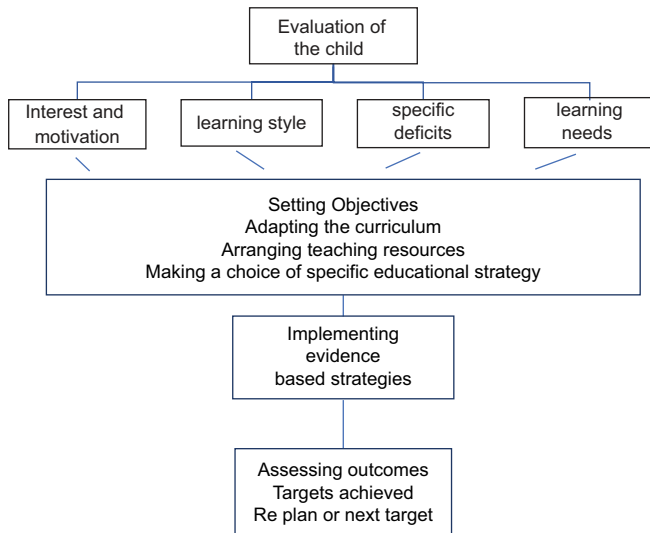 Evaluation of
the child
Interest and
motivation
learning style
specific
deficits
learning
needs
Setting Objectives
Adapting the curriculum
Arranging teaching resources
Making a choice of specific educational strategy
Implementing
evidence
based strategies
Assessing outcomes
Targets achieved
Re plan or next target